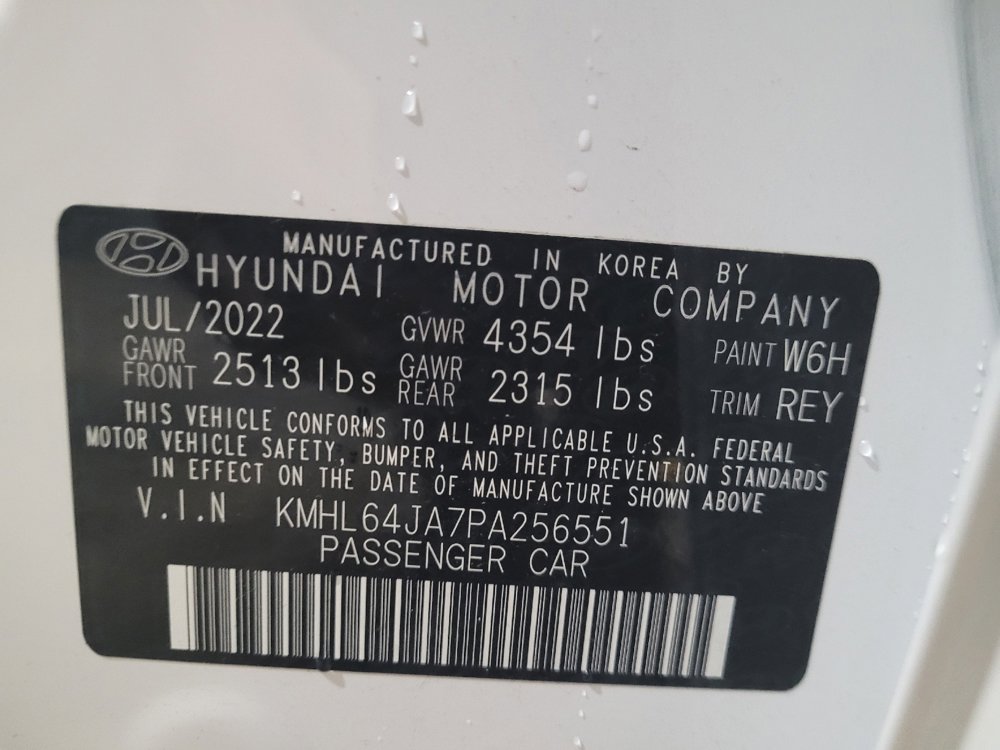 MANUFACTURED IN KOREA BY
HYUNDAI MOTOR COMPANY
JUL/2022 GVWR 4354 lbs PAINT W6H
GAWR FRONT 2513 lbs GAWR REAR 2315 lbs TRIM REY
THIS VEHICLE CONFORMS TO ALL APPLICABLE U.S.A. FEDERAL
MOTOR VEHICLE SAFETY, BUMPER, AND THEFT PREVENTION STANDARDS
IN EFFECT ON THE DATE OF MANUFACTURE SHOWN ABOVE
V.I.N KMHL64JA7PA256551
PASSENGER CAR